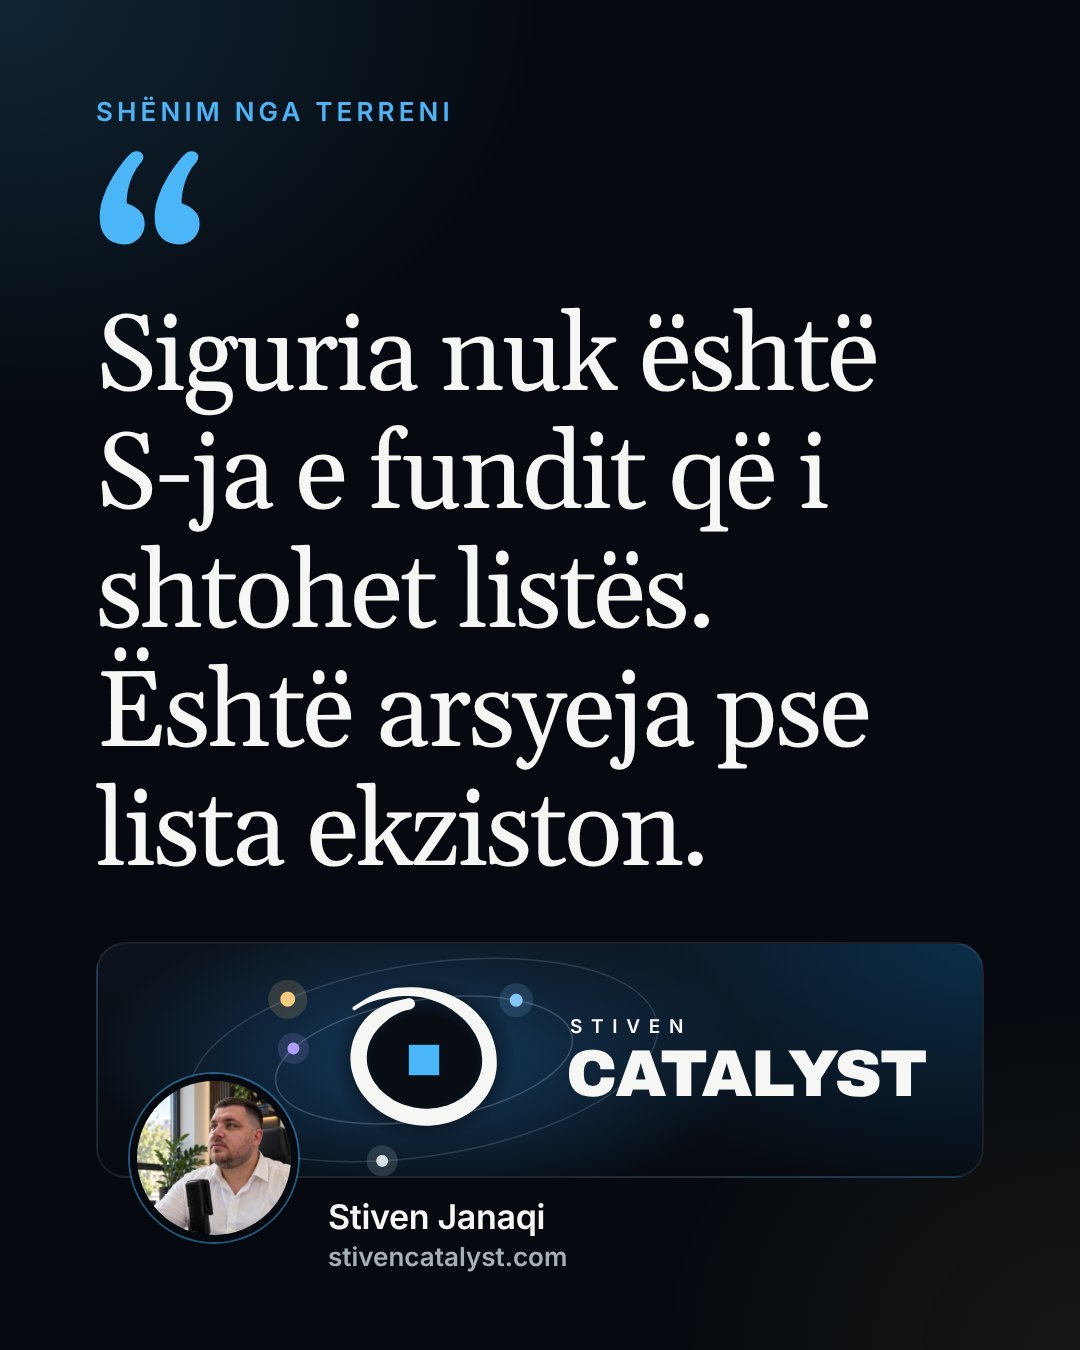 SHËNIM NGA TERRENI
“
Siguria nuk është
S-ja e fundit që i
shtohet listës.
Është arsyeja pse
lista ekziston.
STIVEN
CATALYST
Stiven Janaqi
stivencatalyst.com